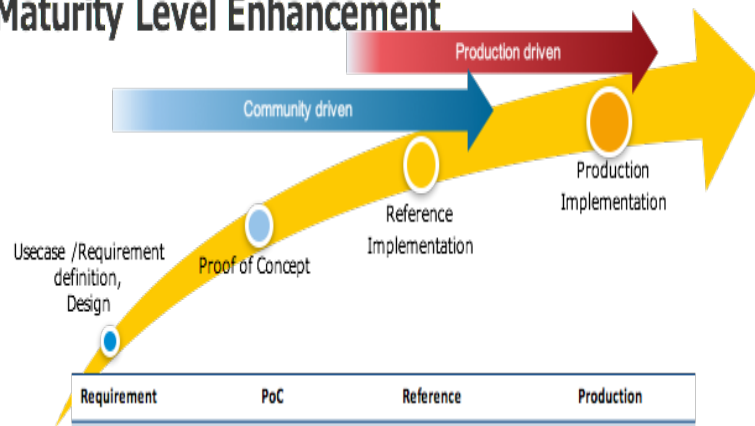 Maturity Level Enhancement
Production driven
Community driven
Production
Implementation
Reference
Implementation
Usecase /Requirement
definition,
Design
Proof of Concept
Requirement PoC Reference Production